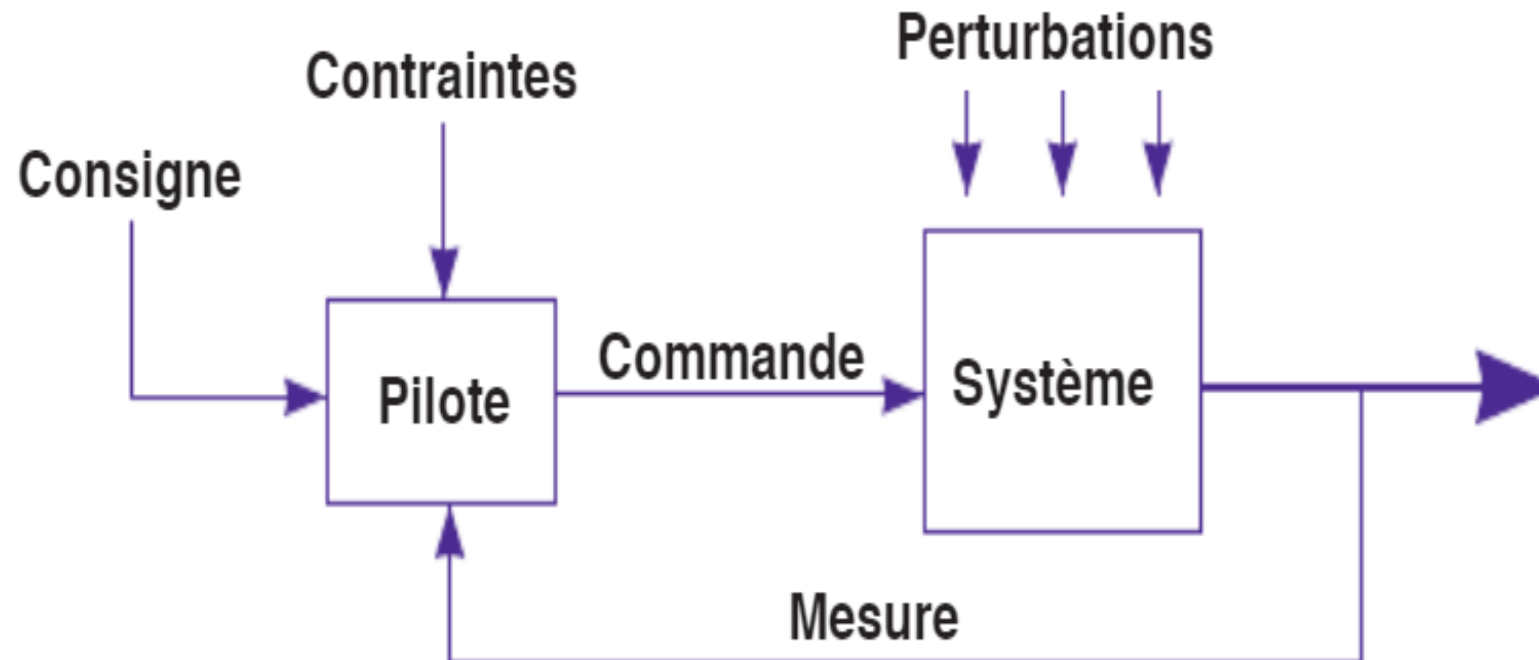 Perturbations
Contraintes
Consigne
Commande
Système
Pilote
Mesure